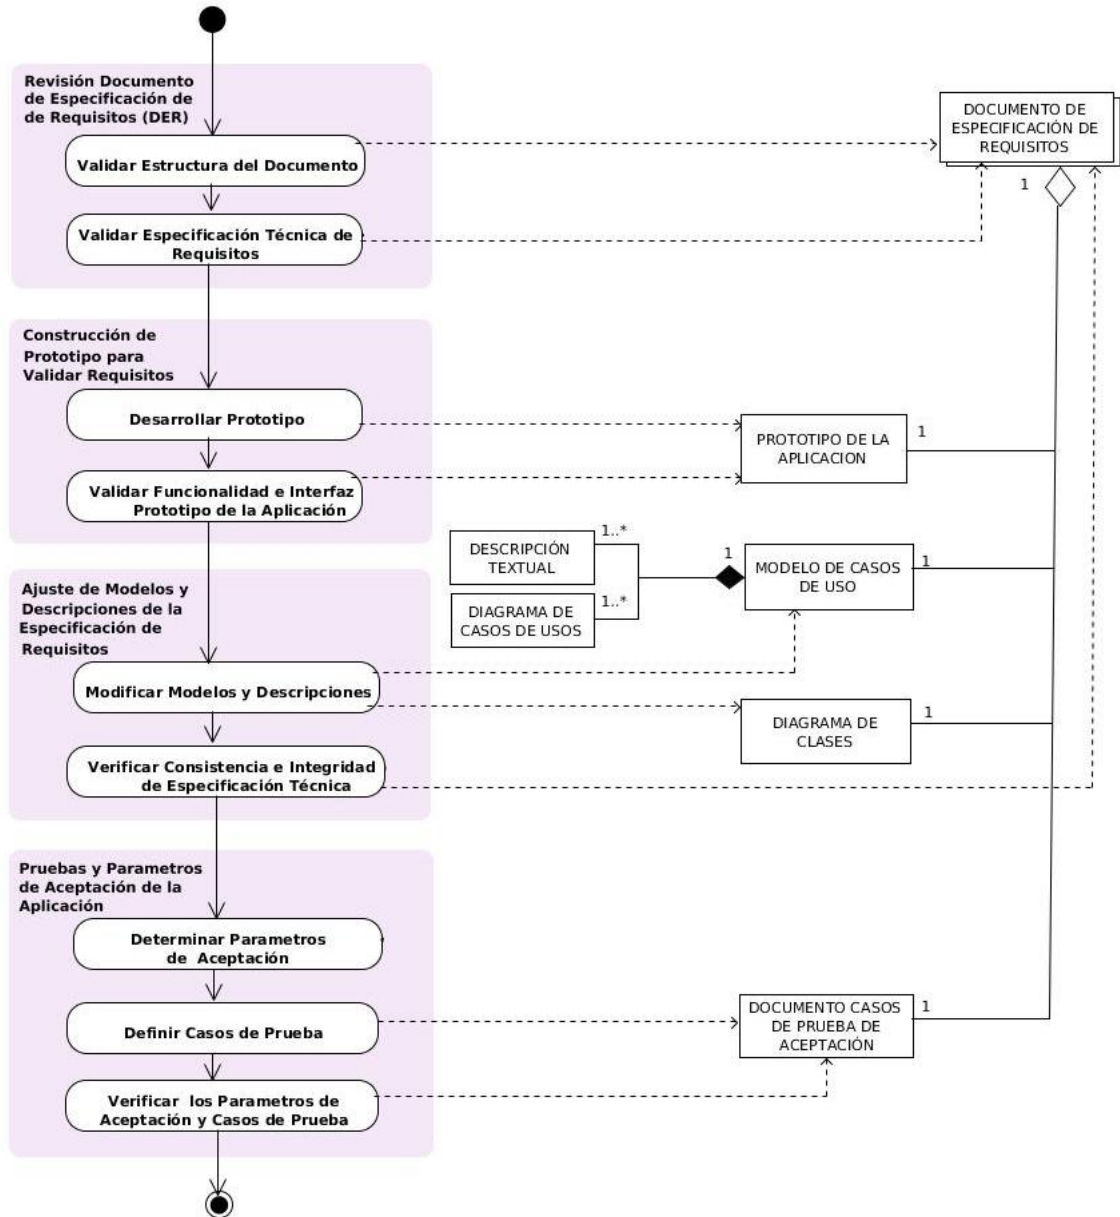 Revisión Documento
de Especificación de
de Requisitos (DER)
Validar Estructura del Documento
Validar Especificación Técnica de
Requisitos
DOCUMENTO DE
ESPECIFICACIÓN DE
REQUISITOS
1
Construcción de
Prototipo para
Validar Requisitos
Desarrollar Prototipo
Validar Funcionalidad e Interfaz
Prototipo de la Aplicación
PROTOTIPO DE LA
APLICACION
1
DESCRIPCIÓN
TEXTUAL
1..*
DIAGRAMA DE
CASOS DE USOS
1..*
1
MODELO DE CASOS
DE USO
1
Ajuste de Modelos y
Descripciones de la
Especificación de
Requisitos
Modificar Modelos y Descripciones
Verificar Consistencia e Integridad
de Especificación Técnica
DIAGRAMA DE
CLASES
1
Pruebas y Parametros
de Aceptación de la
Aplicación
Determinar Parametros
de Aceptación
Definir Casos de Prueba
Verificar los Parametros de
Aceptación y Casos de Prueba
DOCUMENTO CASOS
DE PRUEBA DE
ACEPTACIÓN
1